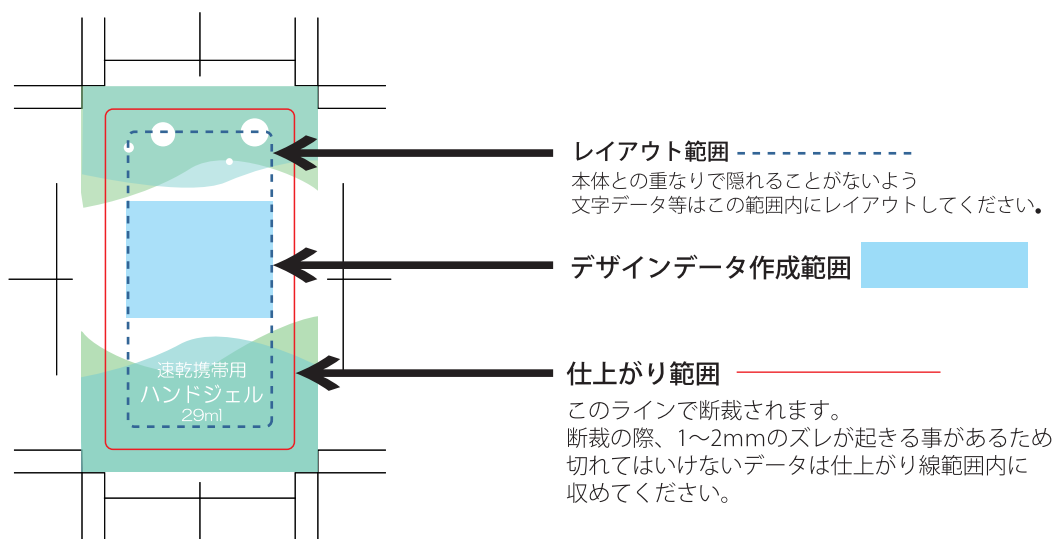 レイアウト範囲
本体との重なりで隠れることがないよう
文字データ等はこの範囲内にレイアウトしてください。
デザインデータ作成範囲
仕上がり範囲
このラインで断裁されます。
断裁の際、1～2mmのズレが起きる事があるため
切れてはいけないデータは仕上がり線範囲内に
収めてください。
速乾携帯用
ハンドジェル
29ml